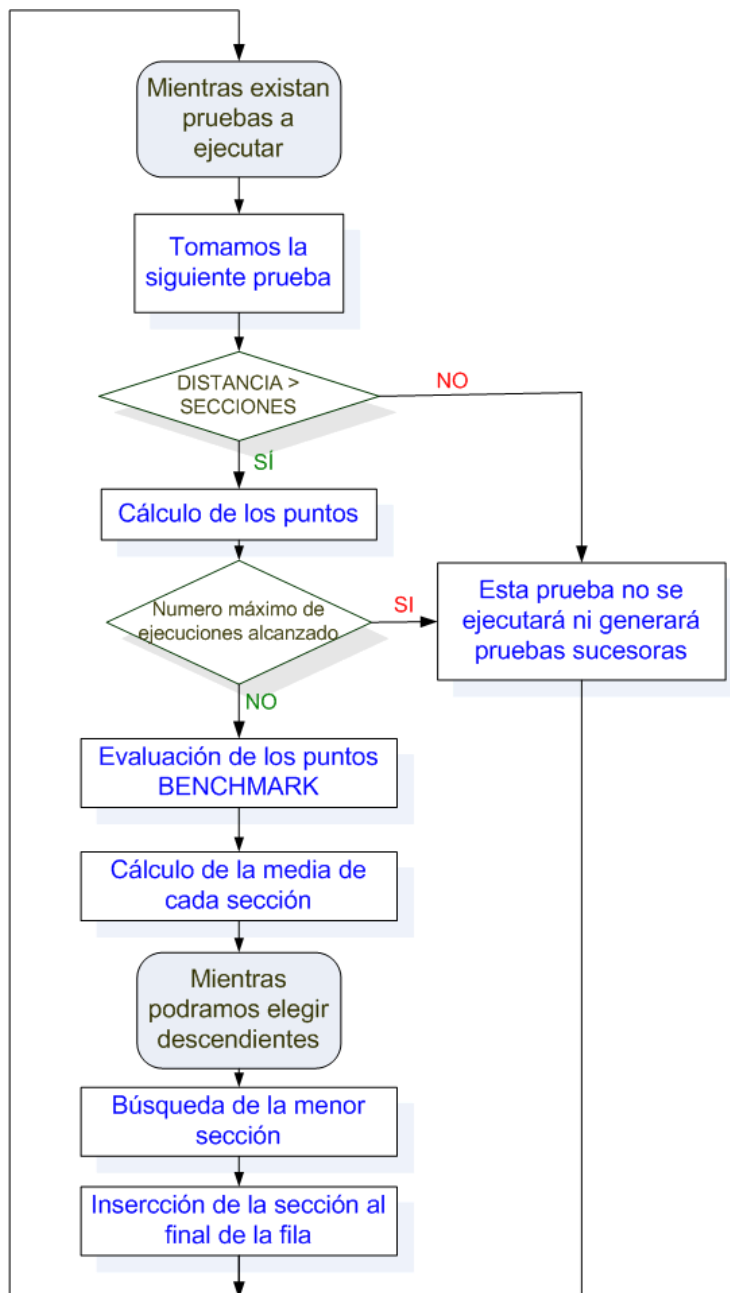 Mientras existan
pruebas a
ejecutar
Tomamos la
siguiente prueba
DISTANCIA >
SECCIONES
NO
SÍ
Cálculo de los puntos
Numero máximo de
ejecuciones alcanzado
SI
Esta prueba no se
ejecutará ni generará
pruebas sucesoras
NO
Evaluación de los puntos
BENCHMARK
Cálculo de la media de
cada sección
Mientras
podramos elegir
descendientes
Búsqueda de la menor
sección
Insercción de la sección al
final de la fila